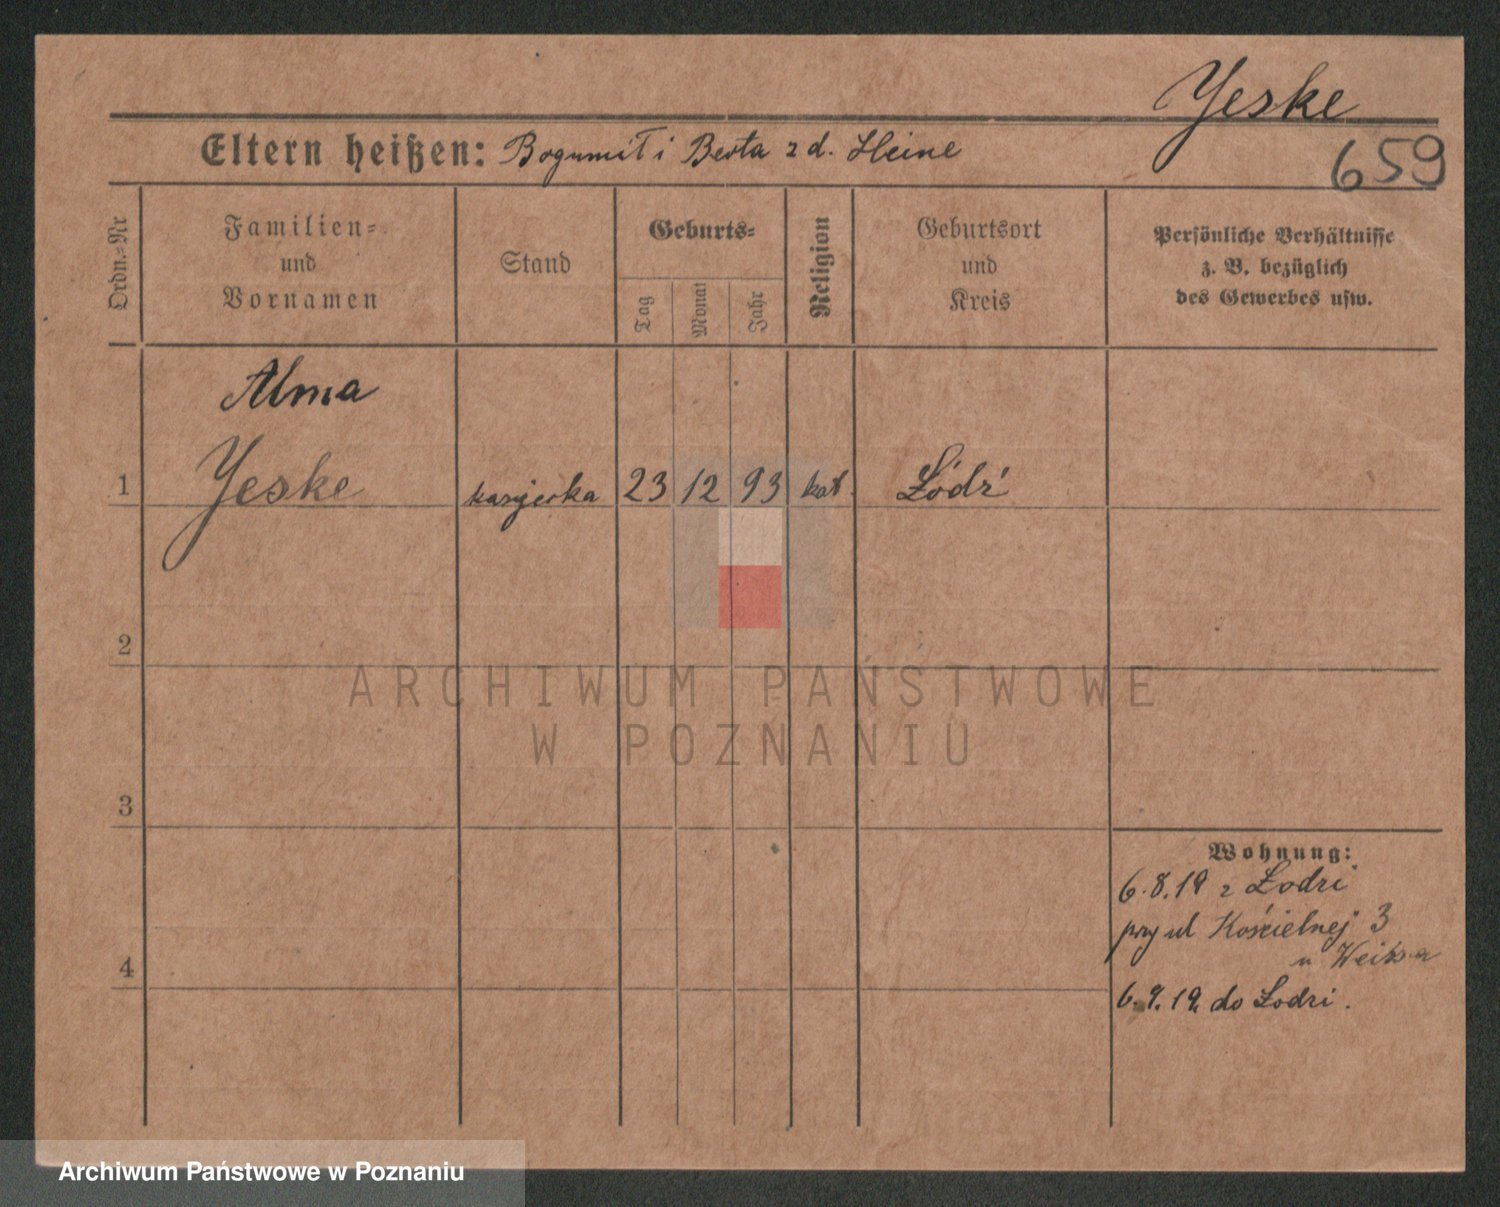 Yeske
659
Eltern heißen: Bogumił i Berta z d. Heine
Ordn.=Nr
Familien=
und
Vornamen
Stand
Geburts=
Tag
Monat
Jahr
Religion
Geburtsort
und
Kreis
Persönliche Verhältnisse
z. B. bezüglich
des Gewerbes usw.
Alma
1 Yeske kasjerka 23 12 93 kat. Łódź
2
3
4
Wohnung:
6.8.19 z Łodzi
przy ul Kościelnej 3
u
6.9.19 do Łodzi.
ARCHIWUM PAŃSTWOWE
W POZNANIU
Archiwum Państwowe w Poznaniu